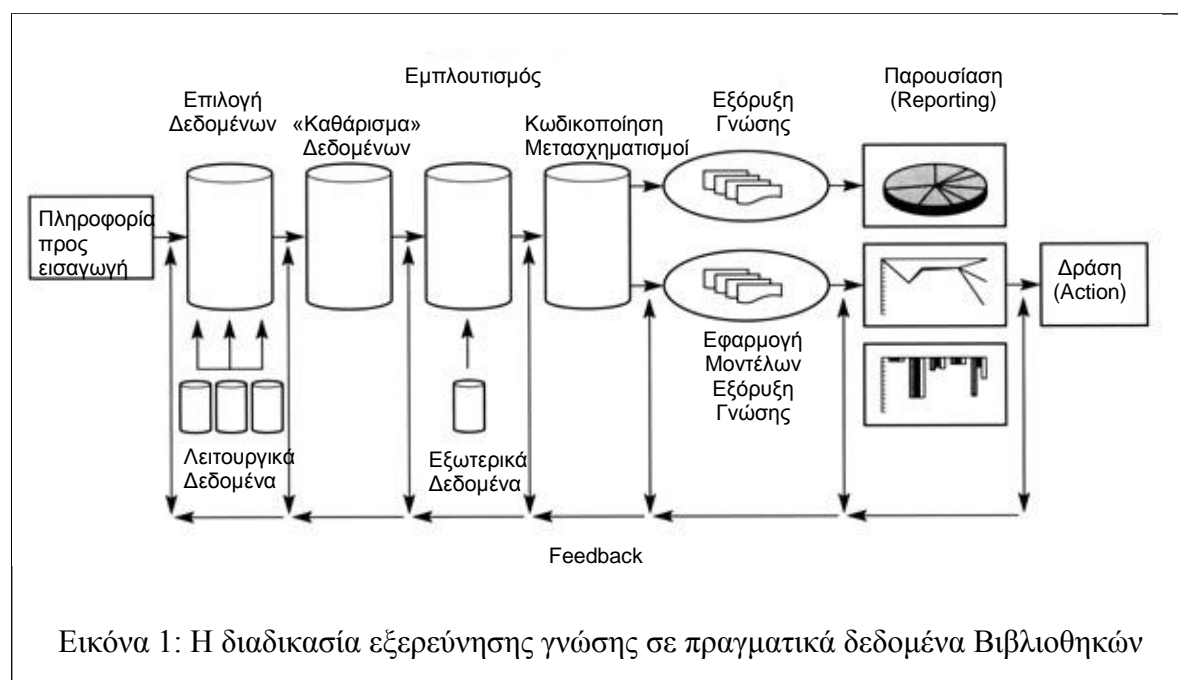 Εμπλουτισμός
Παρουσίαση
(Reporting)
Επιλογή
Δεδομένων
«Καθάρισμα»
Δεδομένων
Κωδικοποίηση
Μετασχηματισμοί
Εξόρυξη
Γνώσης
Πληροφορία
προς
εισαγωγή
Δράση
(Action)
Εφαρμογή
Μοντέλων
Εξόρυξη
Γνώσης
Λειτουργικά
Δεδομένα
Εξωτερικά
Δεδομένα
Feedback
Εικόνα 1: Η διαδικασία εξερεύνησης γνώσης σε πραγματικά δεδομένα Βιβλιοθηκών